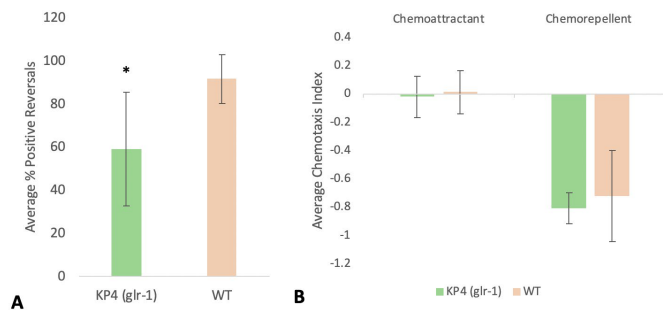 Average % Positive Reversals
120
100
80
60
40
20
0
*
KP4 (glr-1)
WT
A
Chemoattractant
Chemorepellent
Average Chemotaxis Index
0.4
0.2
0
-0.2
-0.4
-0.6
-0.8
-1
-1.2
KP4 (glr-1)
WT
B